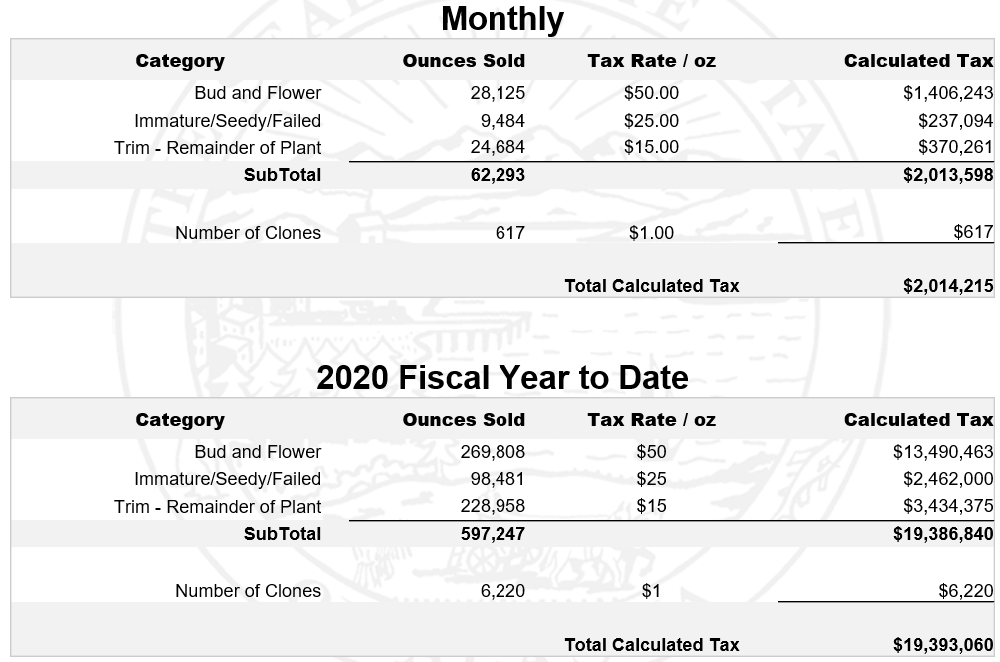 Monthly
Category Ounces Sold Tax Rate / oz Calculated Tax
Bud and Flower 28,125 $50.00 $1,406,243
Immature/Seedy/Failed 9,484 $25.00 $237,094
Trim - Remainder of Plant 24,684 $15.00 $370,261
SubTotal 62,293 $2,013,598
Number of Clones 617 $1.00 $617
Total Calculated Tax $2,014,215
2020 Fiscal Year to Date
Category Ounces Sold Tax Rate / oz Calculated Tax
Bud and Flower 269,808 $50 $13,490,463
Immature/Seedy/Failed 98,481 $25 $2,462,000
Trim - Remainder of Plant 228,958 $15 $3,434,375
SubTotal 597,247 $19,386,840
Number of Clones 6,220 $1 $6,220
Total Calculated Tax $19,393,060